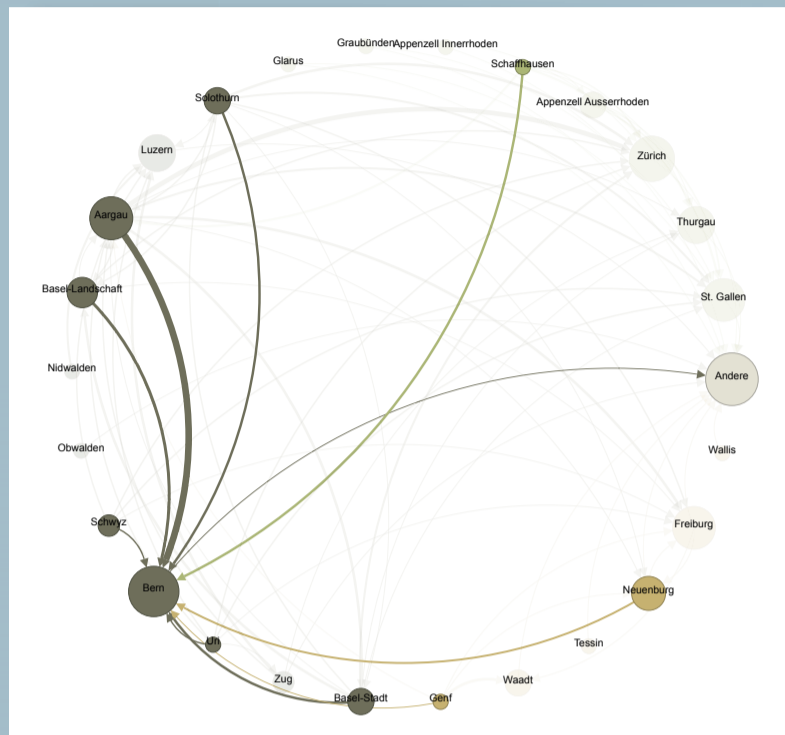 Graubünden
Appenzell Innerrhoden
Glarus
Schaffhausen
Solothurn
Appenzell Ausserrhoden
Luzern
Zürich
Aargau
Thurgau
Basel-Landschaft
St. Gallen
Nidwalden
Andere
Obwalden
Wallis
Schwyz
Freiburg
Bern
Neuenburg
Uri
Tessin
Zug
Waadt
Basel-Stadt
Genf